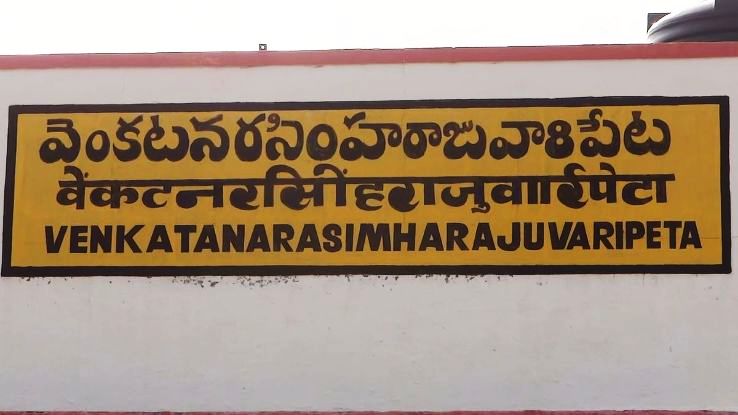 వెంకటనరసింహరాజువారిపేట
वेंकटनरसिंहराजुवारिपेटा
VENKATANARASIMHARAJUVARIPETA